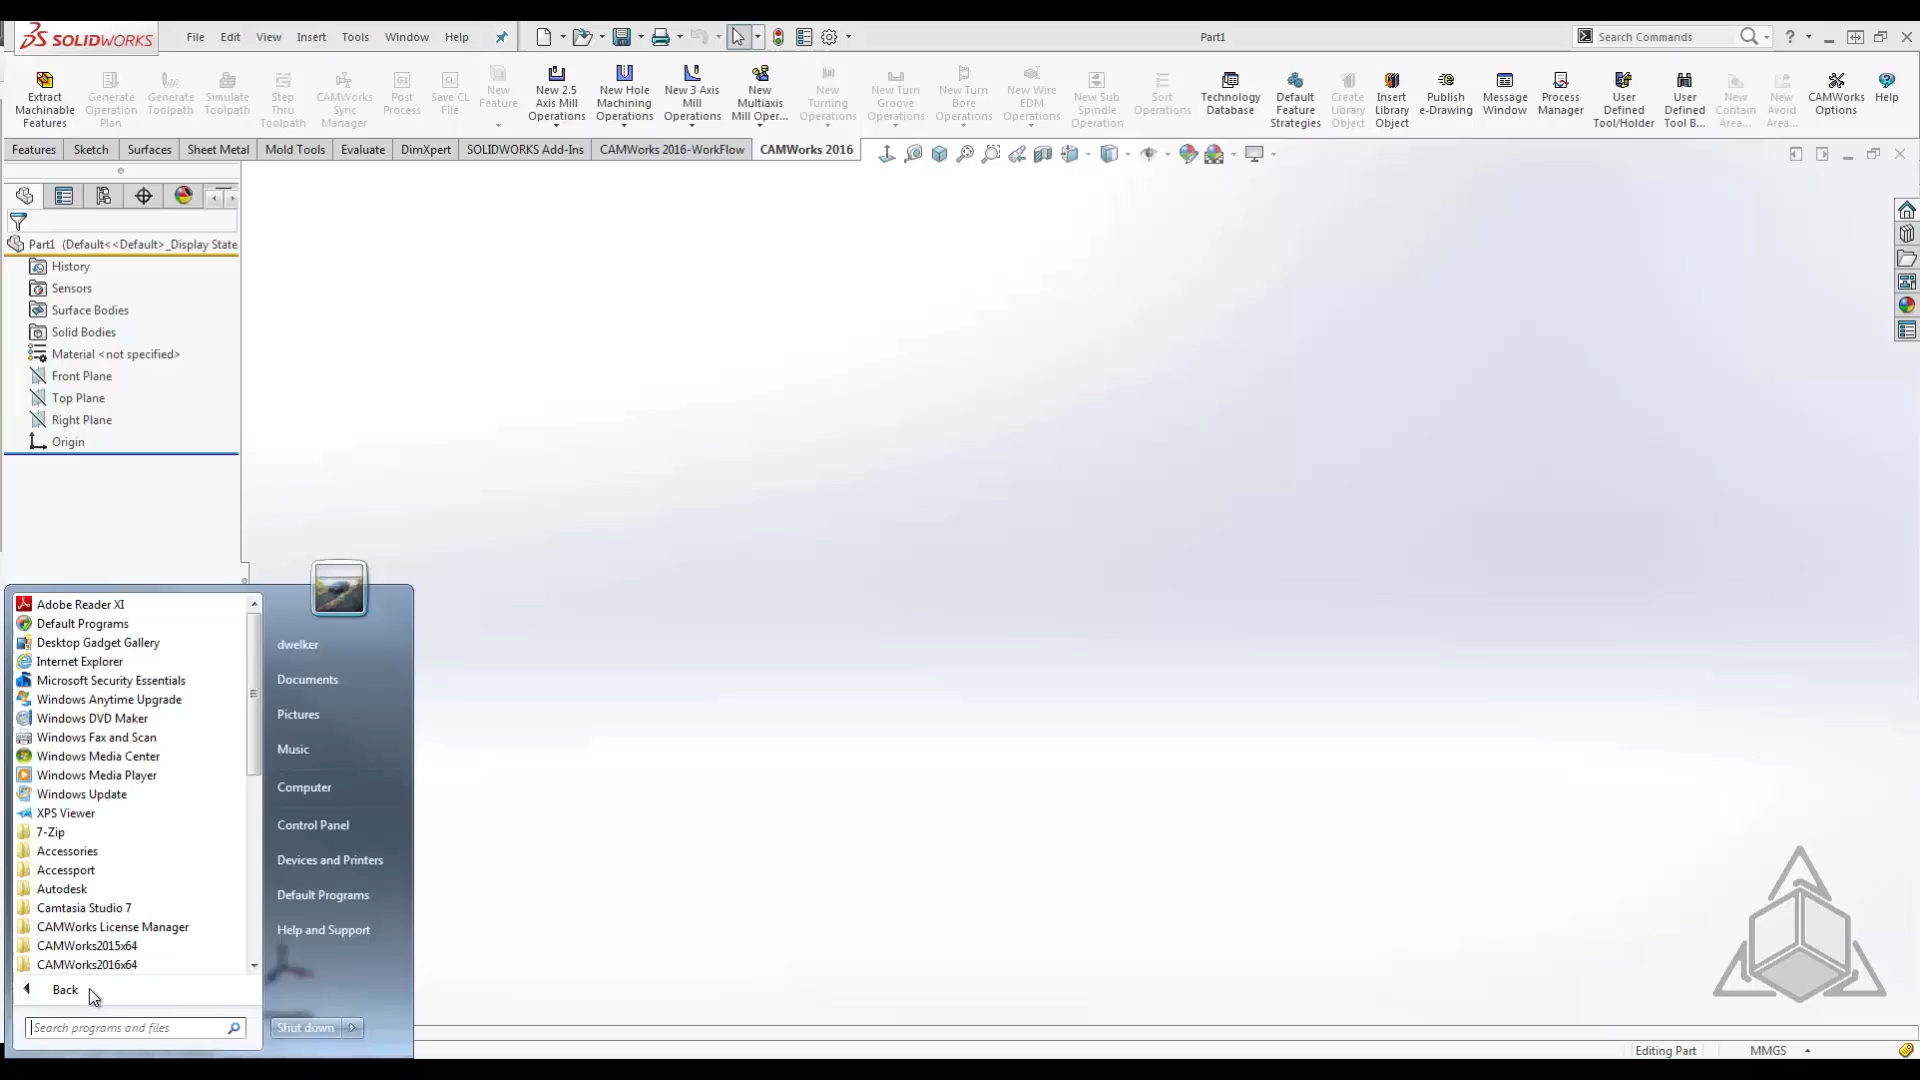 SOLIDWORKS File Edit View Insert Tools Window Help Part1 Search Commands
Extract Machinable Features
Generate Operation Plan
Generate Toolpath
Simulate Toolpath
Step Thru Toolpath
CAMWorks Sync Manager
Post Process
Save CL File
New Feature
New 2.5 Axis Mill Operations
New Hole Machining Operations
New 3 Axis Mill Operations
New Multiaxis Mill Oper...
New Turning Operations
New Turn Groove Operations
New Turn Bore Operations
New Wire EDM Operations
New Sub Spindle Operation
Sort Operations
Technology Database
Default Feature Strategies
Create Library Object
Insert Library Object
Publish e-Drawing
Message Window
Process Manager
User Defined Tool/Holder
User Defined Tool B...
New Contain Area...
New Avoid Area...
CAMWorks Options
Help
Features Sketch Surfaces Sheet Metal Mold Tools Evaluate DimXpert SOLIDWORKS Add-Ins CAMWorks 2016-WorkFlow CAMWorks 2016
Part1 (Default<<Default>_Display State
History
Sensors
Surface Bodies
Solid Bodies
Material <not specified>
Front Plane
Top Plane
Right Plane
Origin
Adobe Reader XI
Default Programs
Desktop Gadget Gallery
Internet Explorer
Microsoft Security Essentials
Windows Anytime Upgrade
Windows DVD Maker
Windows Fax and Scan
Windows Media Center
Windows Media Player
Windows Update
XPS Viewer
7-Zip
Accessories
Accessport
Autodesk
Camtasia Studio 7
CAMWorks License Manager
CAMWorks2015x64
CAMWorks2016x64
Back
Search programs and files
dwelker
Documents
Pictures
Music
Computer
Control Panel
Devices and Printers
Default Programs
Help and Support
Shut down
Editing Part MMGS